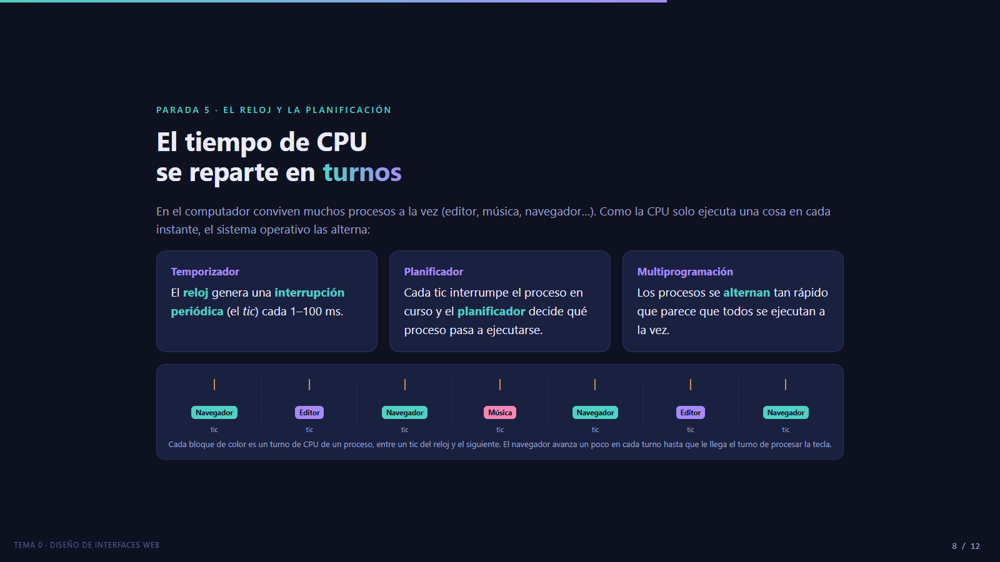 PARADA 5 · EL RELOJ Y LA PLANIFICACIÓN
El tiempo de CPU
se reparte en turnos
En el computador conviven muchos procesos a la vez (editor, música, navegador…). Como la CPU solo ejecuta una cosa en cada
instante, el sistema operativo las alterna:
Temporizador
El reloj genera una interrupción
periódica (el tic) cada 1–100 ms.
Planificador
Cada tic interrumpe el proceso en
curso y el planificador decide qué
proceso pasa a ejecutarse.
Multiprogramación
Los procesos se alternan tan rápido
que parece que todos se ejecutan a
la vez.
Navegador Editor Navegador Música Navegador Editor Navegador
tic tic tic tic tic tic tic
Cada bloque de color es un turno de CPU de un proceso, entre un tic del reloj y el siguiente. El navegador avanza un poco en cada turno hasta que le llega el turno de procesar la tecla.
TEMA 0 · DISEÑO DE INTERFACES WEB
8 / 12